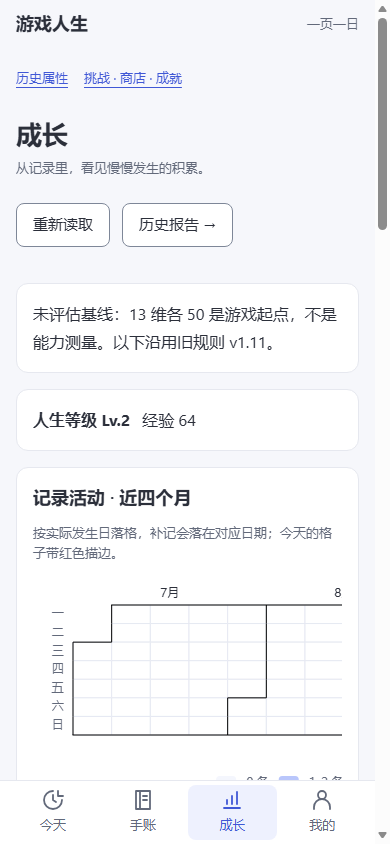 游戏人生
一页一日
历史属性 挑战 · 商店 · 成就
成长
从记录里，看见慢慢发生的积累。
重新读取 历史报告 →
未评估基线：13 维各 50 是游戏起点，不是
能力测量。以下沿用旧规则 v1.11。
人生等级 Lv.2 经验 64
记录活动 · 近四个月
按实际发生日落格，补记会落在对应日期；今天的格
子带红色描边。
7月 8
一
二
三
四
五
六
日
今天 手账 成长 我的